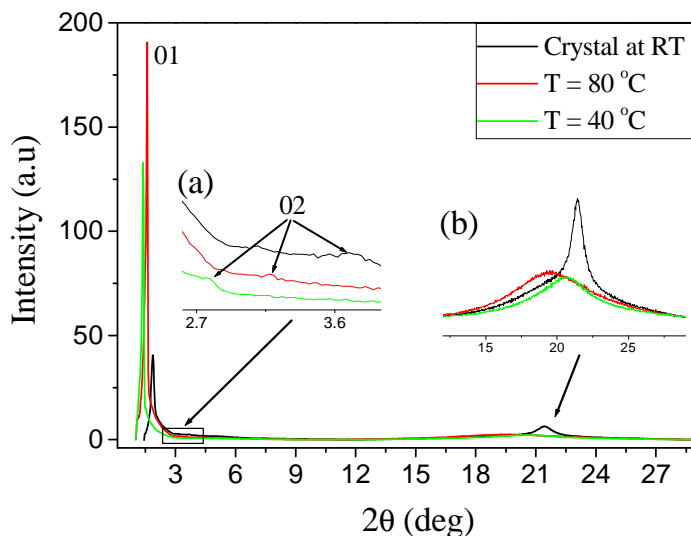 200
150
100
50
0
Intensity (a.u)
01
Crystal at RT
T = 80 °C
T = 40 °C
(a)
02
2.7 3.6
(b)
15 20 25
3 6 9 12 15 18 21 24 27
2θ (deg)